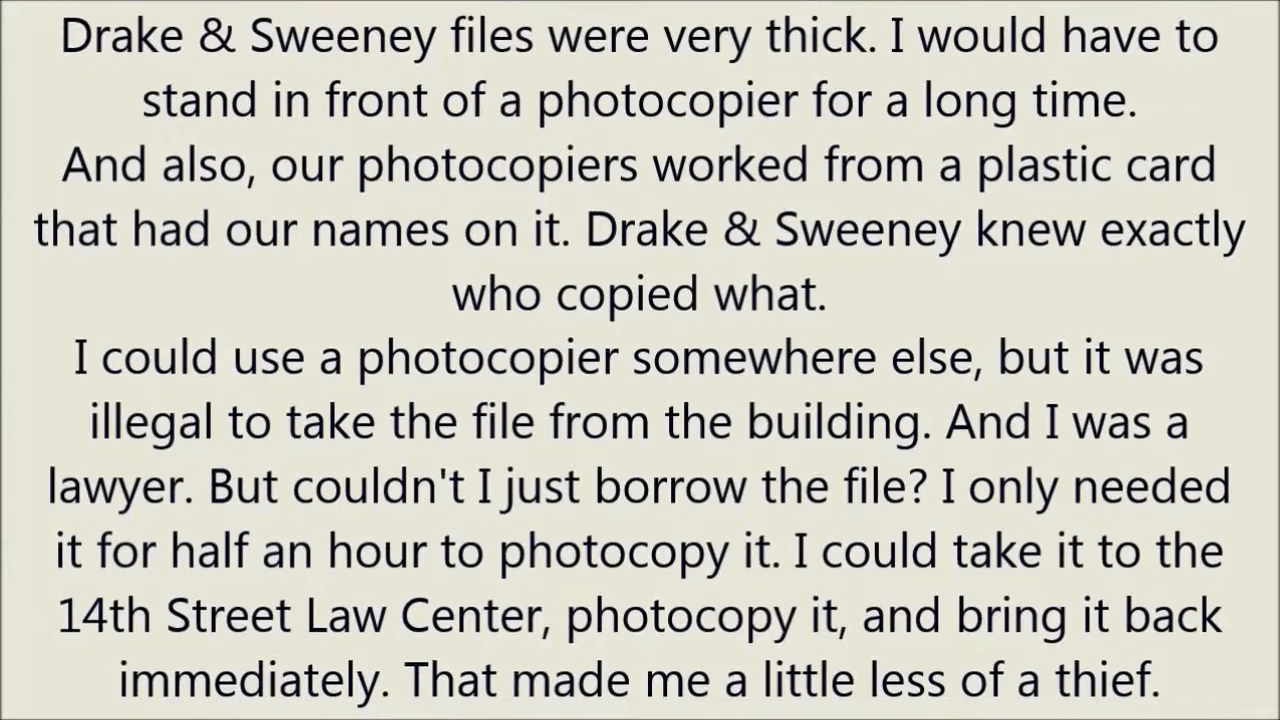 Drake & Sweeney files were very thick. I would have to
stand in front of a photocopier for a long time.
And also, our photocopiers worked from a plastic card
that had our names on it. Drake & Sweeney knew exactly
who copied what.
I could use a photocopier somewhere else, but it was
illegal to take the file from the building. And I was a
lawyer. But couldn't I just borrow the file? I only needed
it for half an hour to photocopy it. I could take it to the
14th Street Law Center, photocopy it, and bring it back
immediately. That made me a little less of a thief.